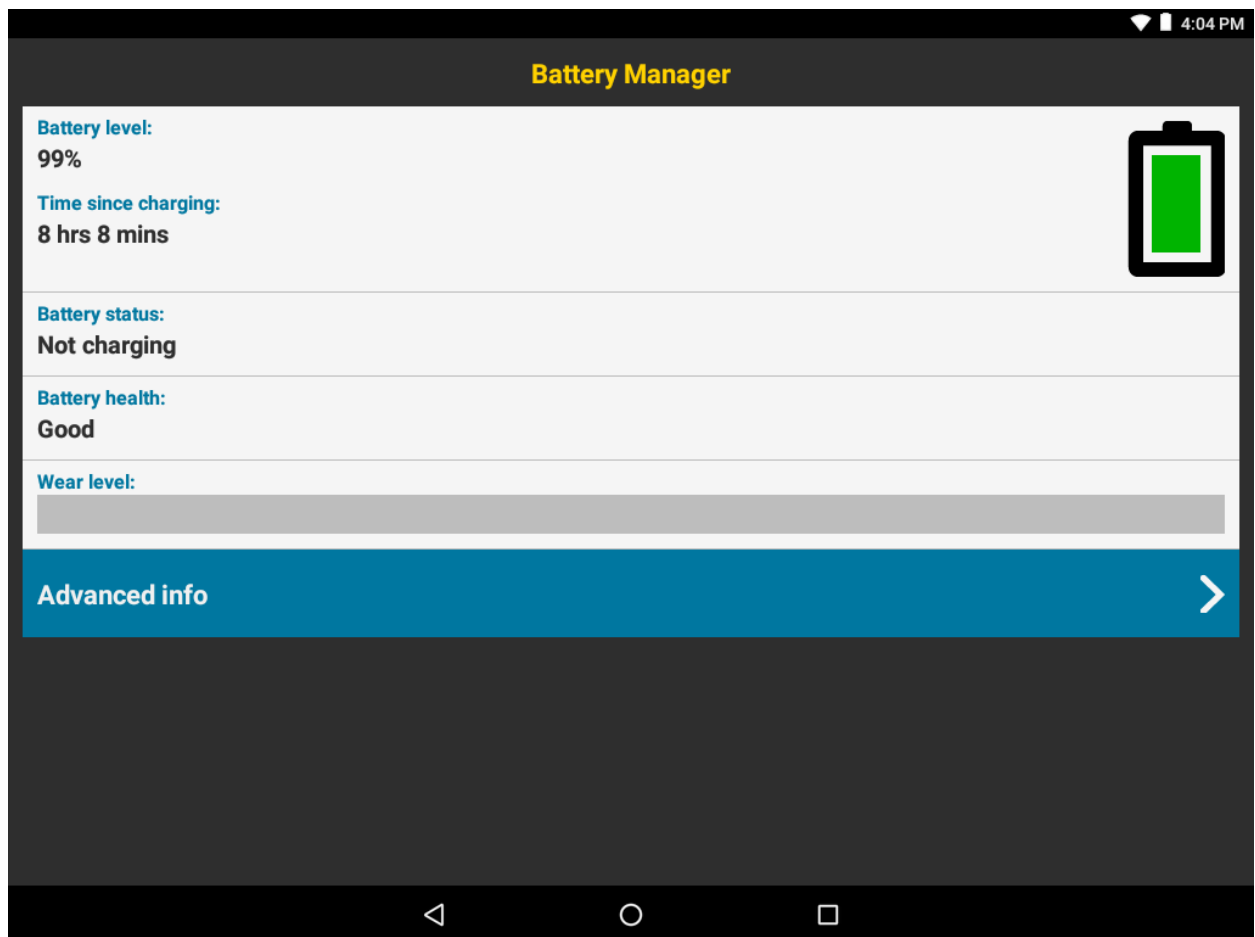 4:04 PM
Battery Manager
Battery level:
99%
Time since charging:
8 hrs 8 mins
Battery status:
Not charging
Battery health:
Good
Wear level:
Advanced info